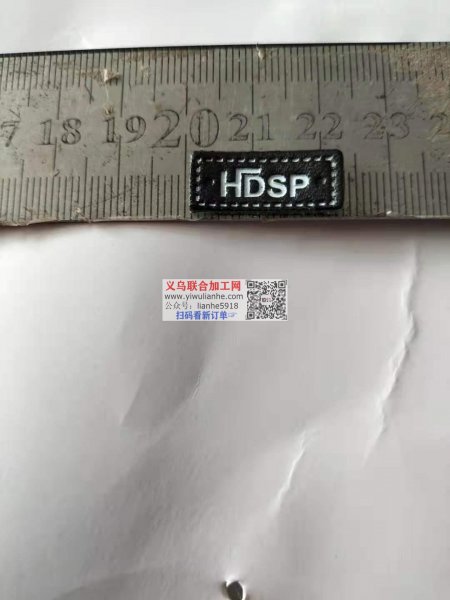 7 18 19 20 21 22 23 2
HDSP
义乌联合加工网
www.yiwulianhe.com
公众号：lianhe5918
扫码看新订单☞